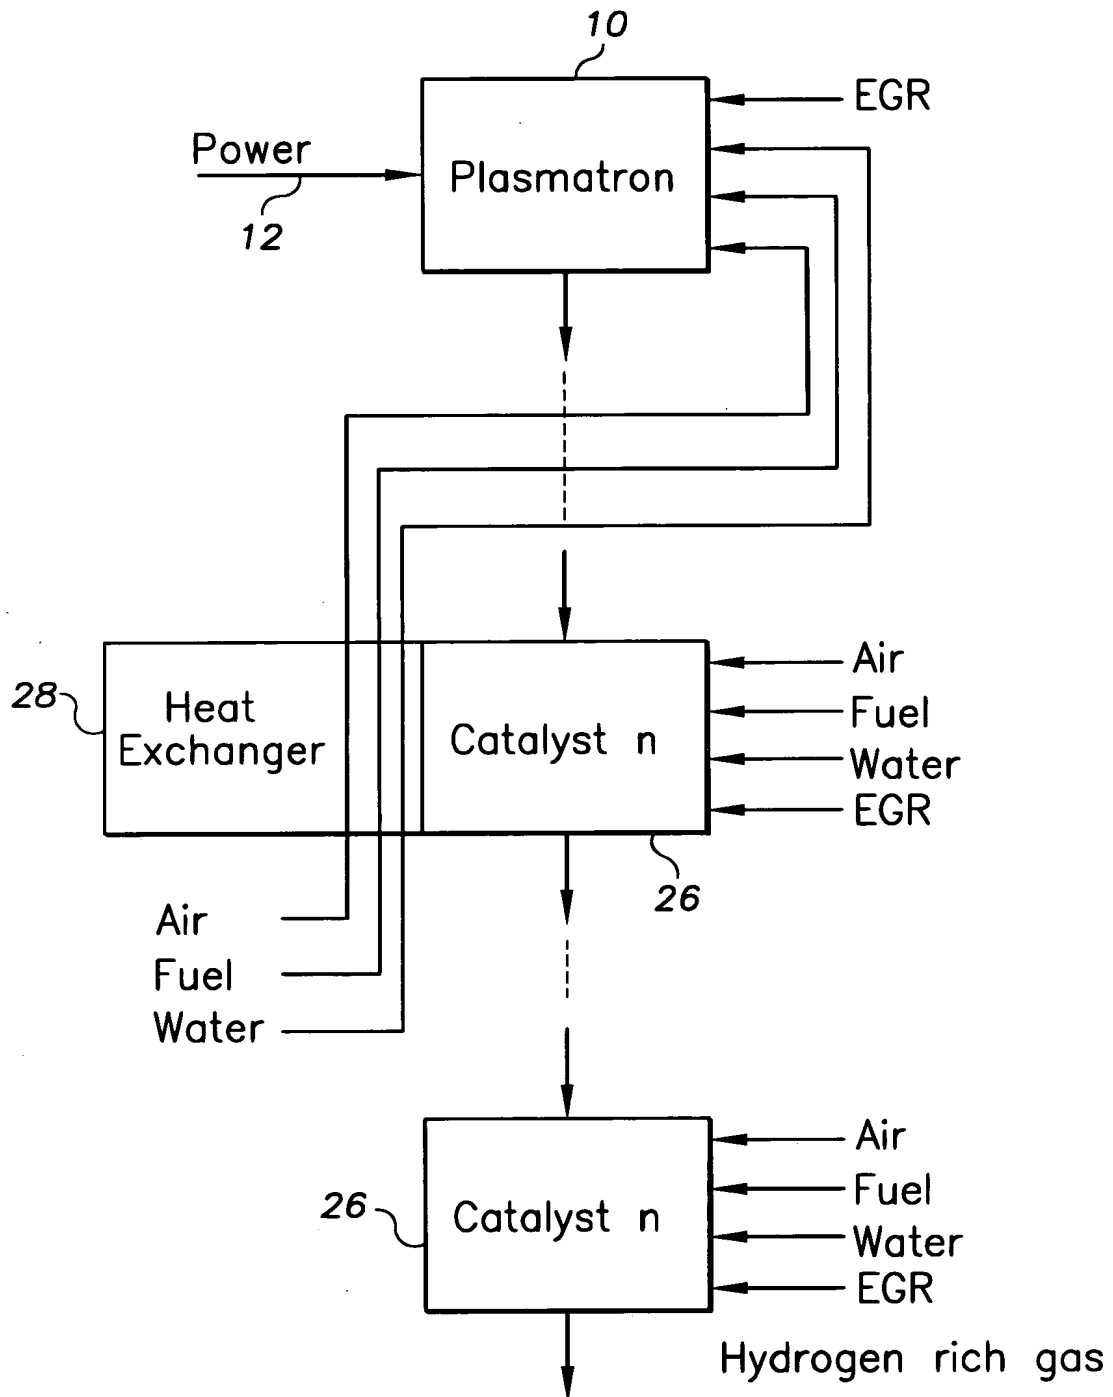 10
EGR
Power
Plasmatron
12
Air
28
Heat
Exchanger
Catalyst n
Fuel
Water
EGR
26
Air
Fuel
Water
Air
26
Catalyst n
Fuel
Water
EGR
Hydrogen rich gas